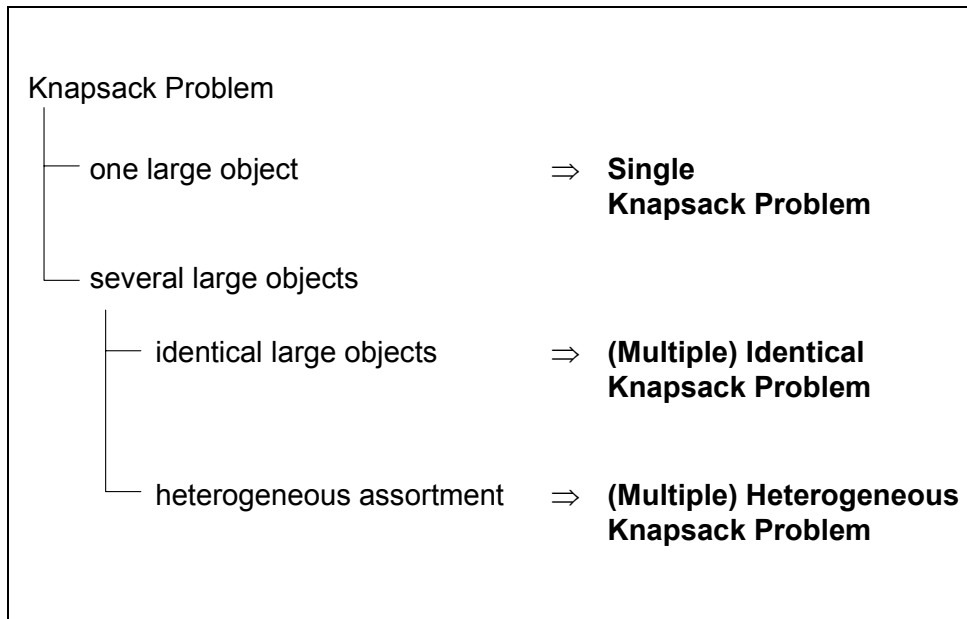 Knapsack Problem
one large object ⇒ Single
Knapsack Problem
several large objects
identical large objects ⇒ (Multiple) Identical
Knapsack Problem
heterogeneous assortment ⇒ (Multiple) Heterogeneous
Knapsack Problem